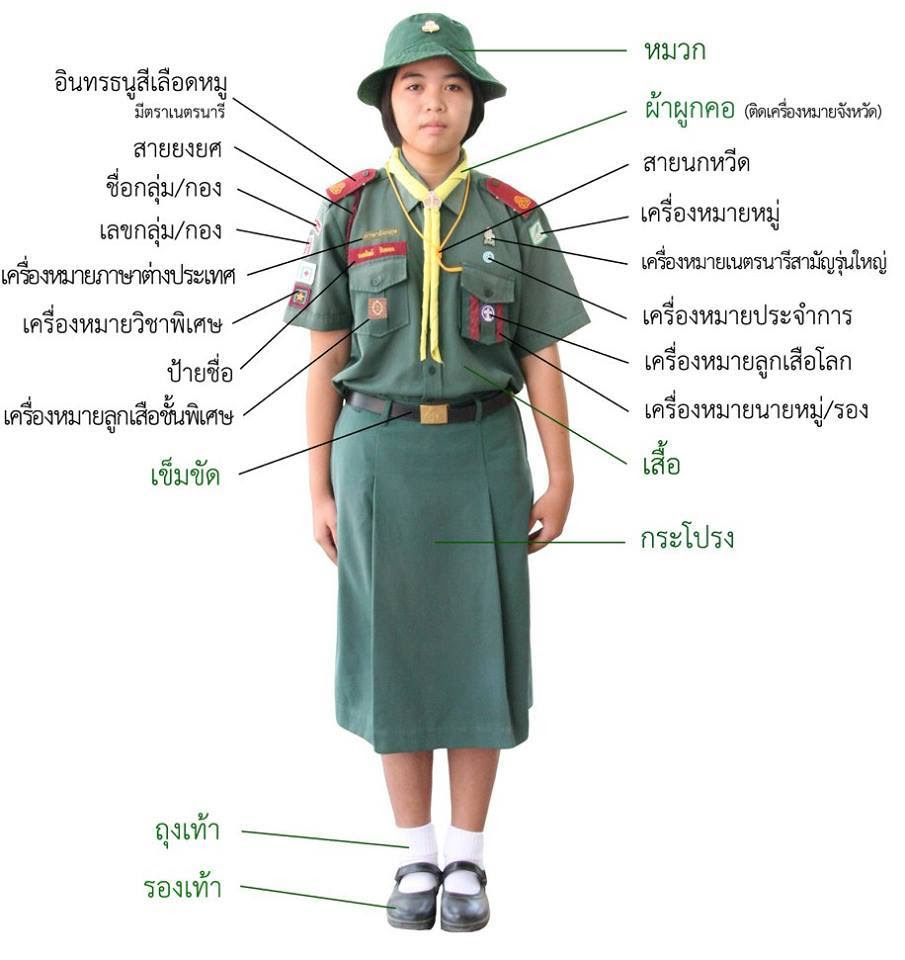 หมวก
อินทรธนูสีเลือดหมู
มีตราเนตรนารี
ผ้าผูกคอ (ติดเครื่องหมายจังหวัด)
สายยงยศ
สายนกหวีด
ชื่อกลุ่ม/กอง
เครื่องหมายหมู่
เลขกลุ่ม/กอง
เครื่องหมายเนตรนารีสามัญรุ่นใหญ่
เครื่องหมายภาษาต่างประเทศ
เครื่องหมายประจำการ
เครื่องหมายวิชาพิเศษ
เครื่องหมายลูกเสือโลก
ป้ายชื่อ
เครื่องหมายนายหมู่/รอง
เครื่องหมายลูกเสือชั้นพิเศษ
เสื้อ
เข็มขัด
กระโปรง
ถุงเท้า
รองเท้า